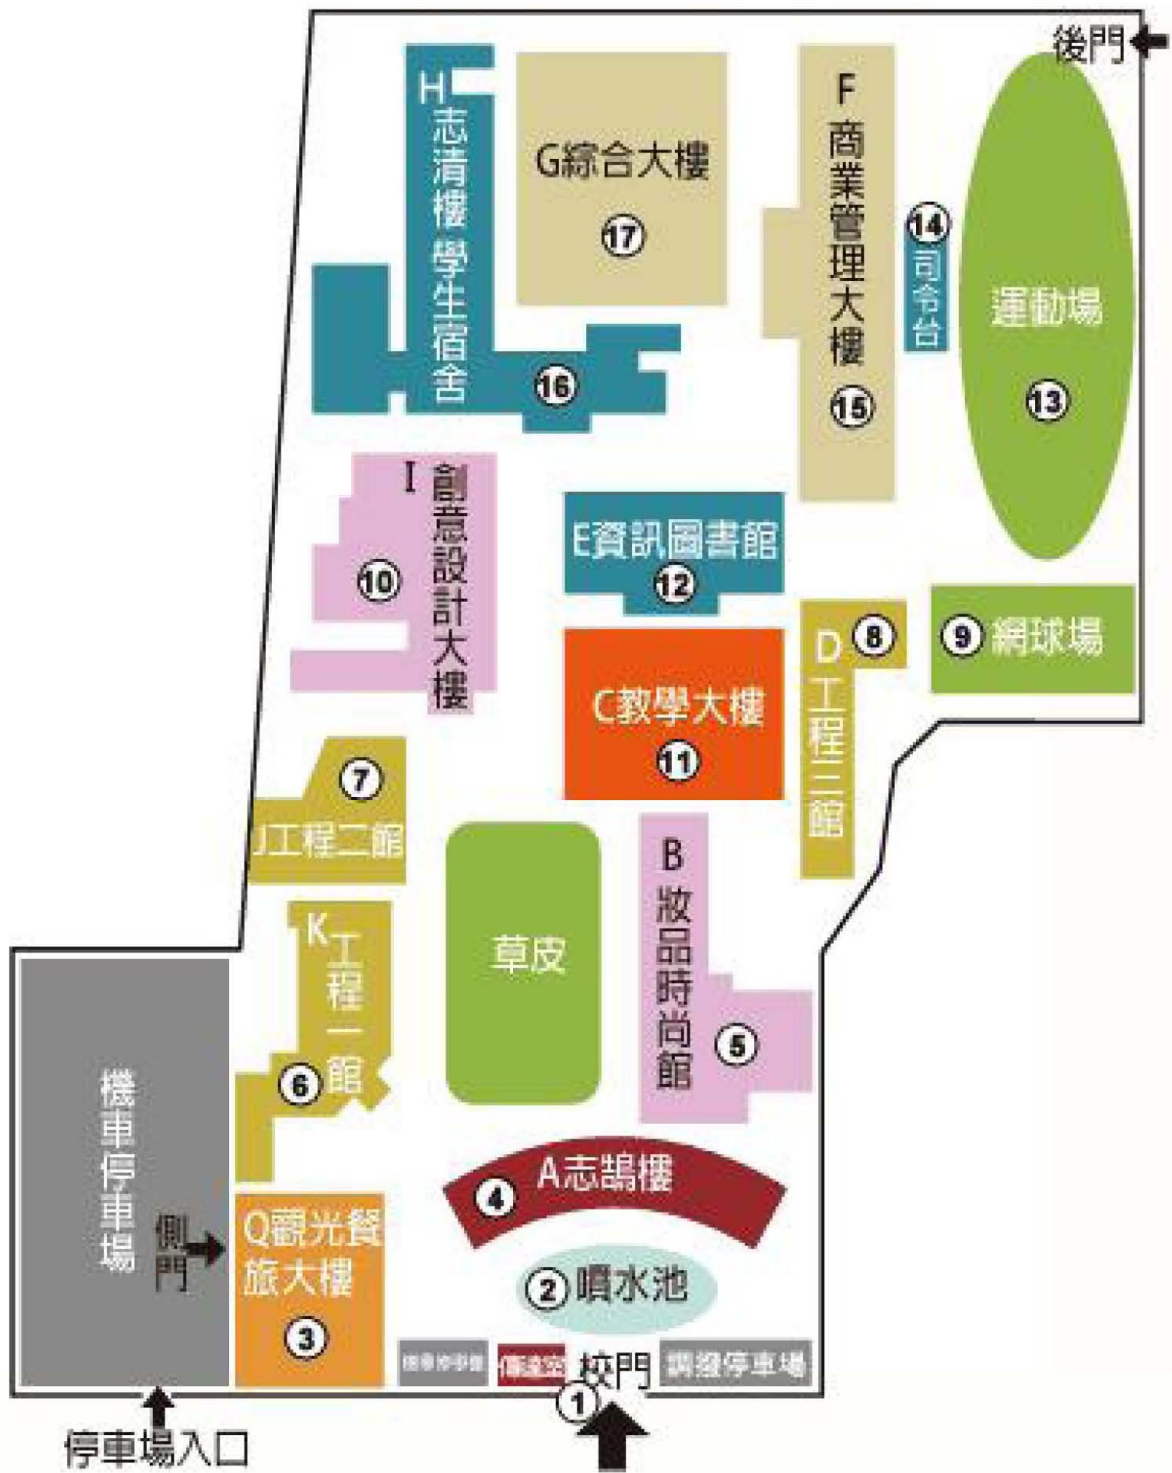 後門
H
志清樓 學生宿舍
16
G綜合大樓
17
F
商業管理大樓
15
14
司令台
運動場
13
I
創意設計大樓
10
E資訊圖書館
12
C教學大樓
11
D
8
工程三館
9
網球場
7
J工程二館
K
工程一館
6
草皮
B
妝品時尚館
5
機車停車場
側門
Q觀光餐
旅大樓
3
A志鵠樓
4
2
噴水池
傳達室
校門
調撥停車場
1
停車場入口